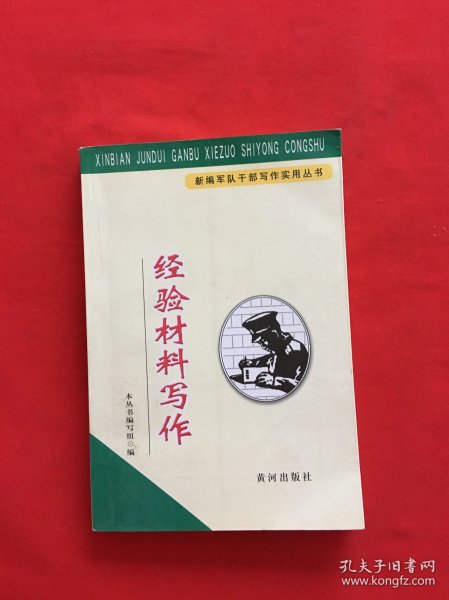 XINBIAN JUNDUI GANBU XIEZUO SHIYONG CONGSHU
新编军队干部写作实用丛书
经验材料写作
本丛书编写组⊙编
黄河出版社
孔夫子旧书网
www.kongfz.com